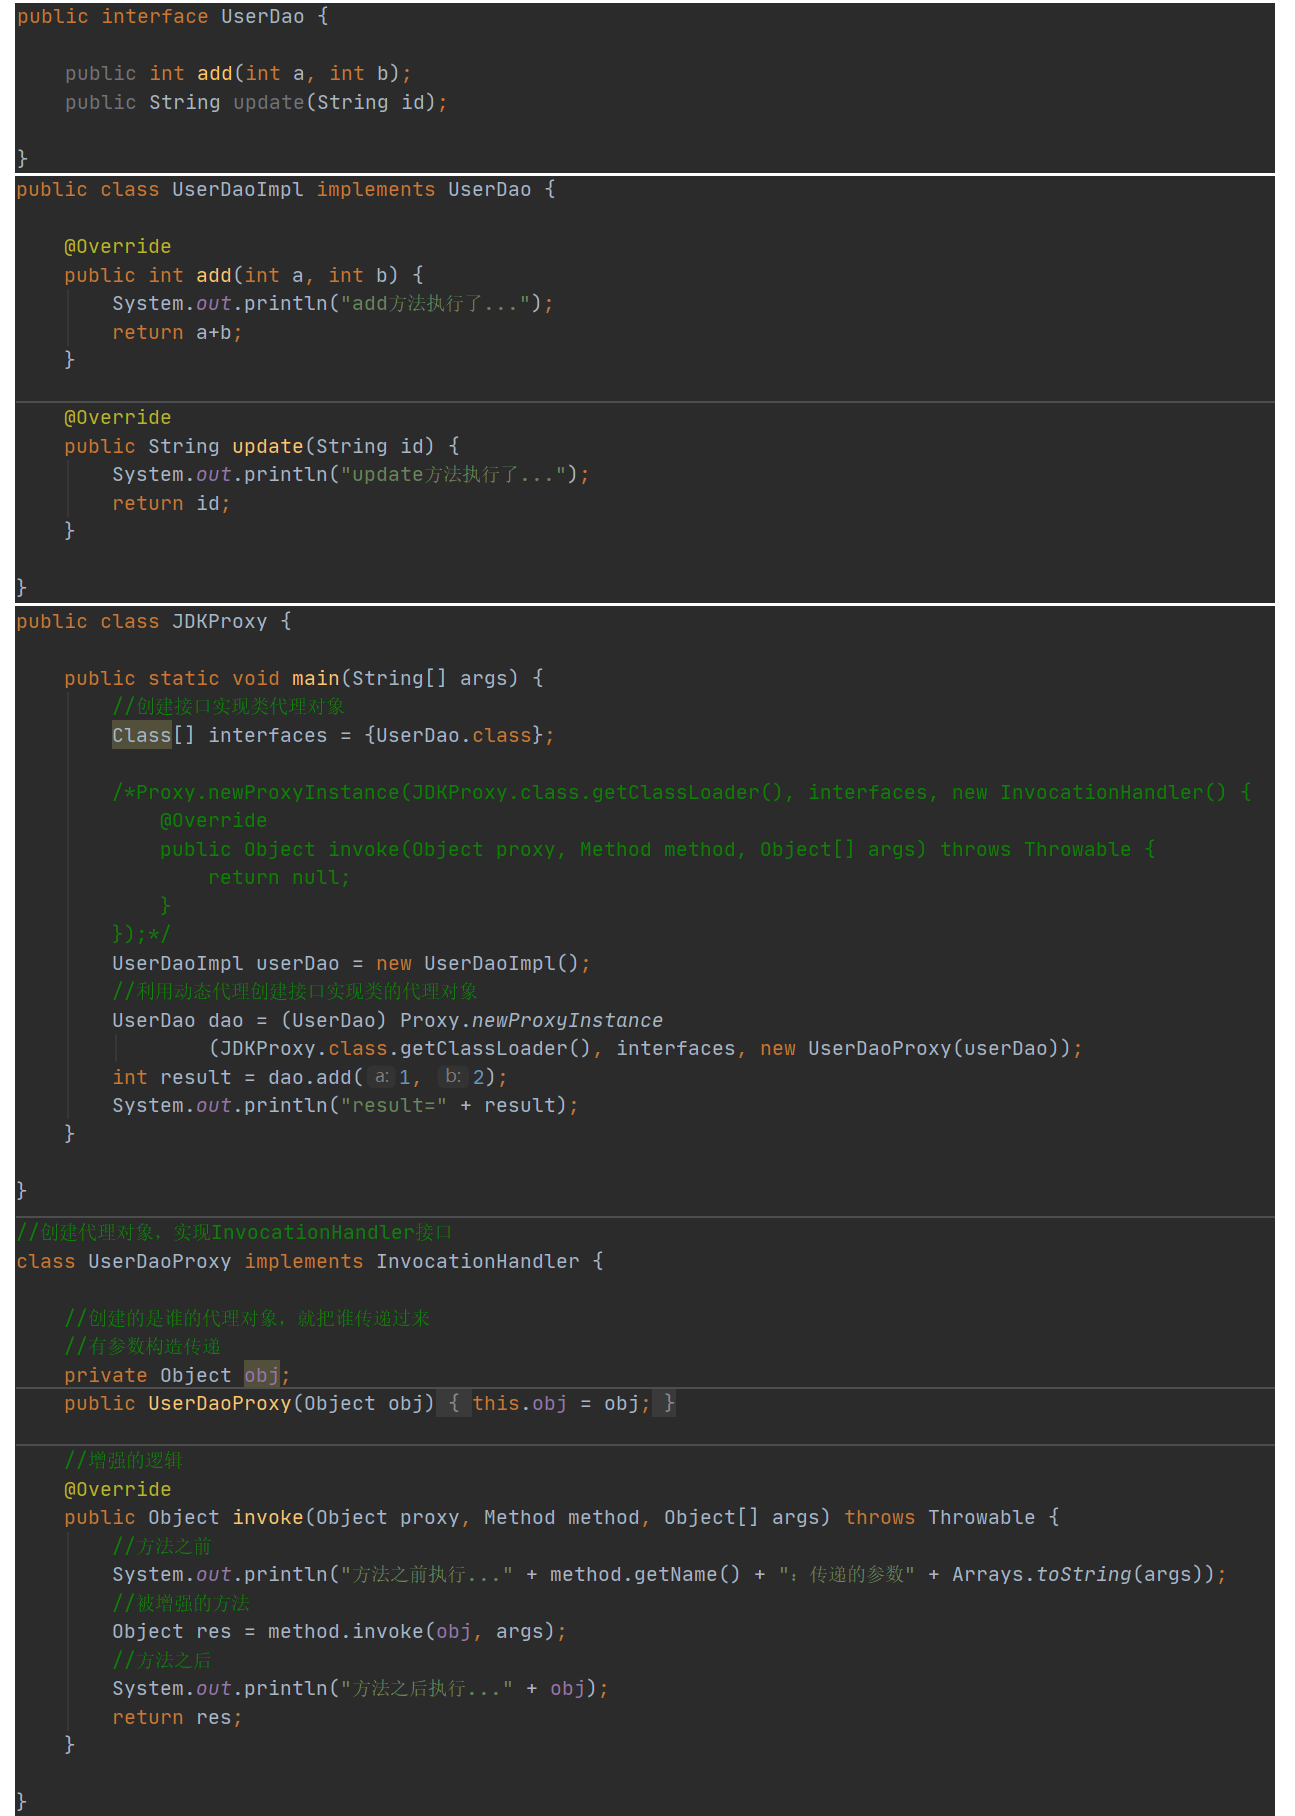 public interface UserDao {
public int add(int a, int b);
public String update(String id);
}
public class UserDaoImpl implements UserDao {
@Override
public int add(int a, int b) {
System.out.println("add方法执行了...");
return a+b;
}
@Override
public String update(String id) {
System.out.println("update方法执行了...");
return id;
}
}
public class JDKProxy {
public static void main(String[] args) {
//创建接口实现类代理对象
Class[] interfaces = {UserDao.class};
/*Proxy.newProxyInstance(JDKProxy.class.getClassLoader(), interfaces, new InvocationHandler() {
@Override
public Object invoke(Object proxy, Method method, Object[] args) throws Throwable {
return null;
}
});*/
UserDaoImpl userDao = new UserDaoImpl();
//利用动态代理创建接口实现类的代理对象
UserDao dao = (UserDao) Proxy.newProxyInstance
(JDKProxy.class.getClassLoader(), interfaces, new UserDaoProxy(userDao));
int result = dao.add( a: 1, b: 2);
System.out.println("result=" + result);
}
}
//创建代理对象，实现InvocationHandler接口
class UserDaoProxy implements InvocationHandler {
//创建的是谁的代理对象，就把谁传递过来
//有参数构造传递
private Object obj;
public UserDaoProxy(Object obj) { this.obj = obj; }
//增强的逻辑
@Override
public Object invoke(Object proxy, Method method, Object[] args) throws Throwable {
//方法之前
System.out.println("方法之前执行..." + method.getName() + "：传递的参数" + Arrays.toString(args));
//被增强的方法
Object res = method.invoke(obj, args);
//方法之后
System.out.println("方法之后执行..." + obj);
return res;
}
}